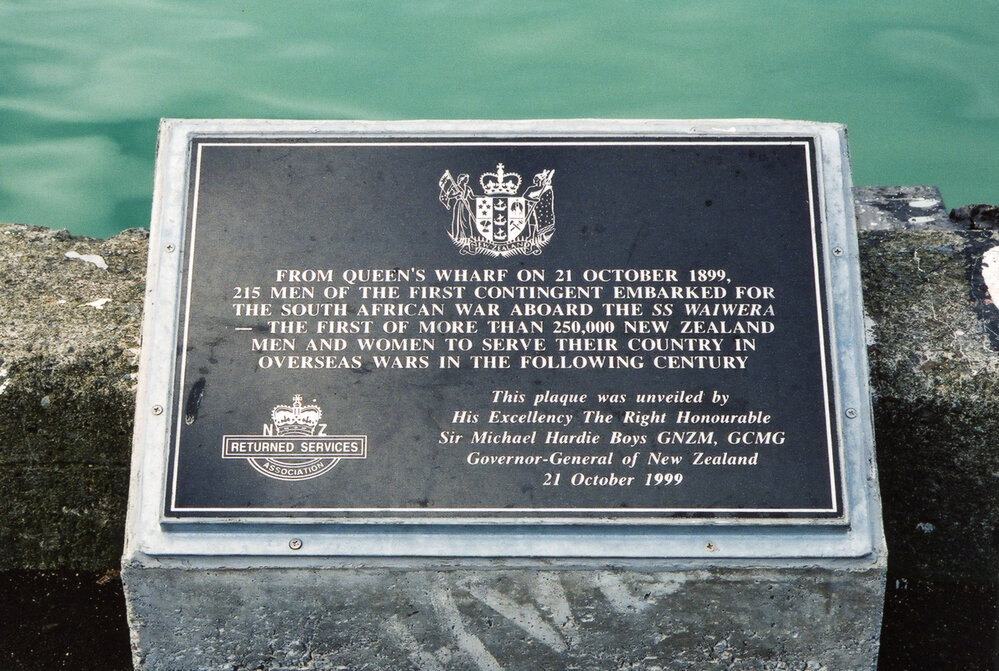 NEW ZEALAND
FROM QUEEN'S WHARF ON 21 OCTOBER 1899,
215 MEN OF THE FIRST CONTINGENT EMBARKED FOR
THE SOUTH AFRICAN WAR ABOARD THE SS WAIWERA
— THE FIRST OF MORE THAN 250,000 NEW ZEALAND
MEN AND WOMEN TO SERVE THEIR COUNTRY IN
OVERSEAS WARS IN THE FOLLOWING CENTURY
N Z
RETURNED SERVICES
ASSOCIATION
This plaque was unveiled by
His Excellency The Right Honourable
Sir Michael Hardie Boys GNZM, GCMG
Governor-General of New Zealand
21 October 1999